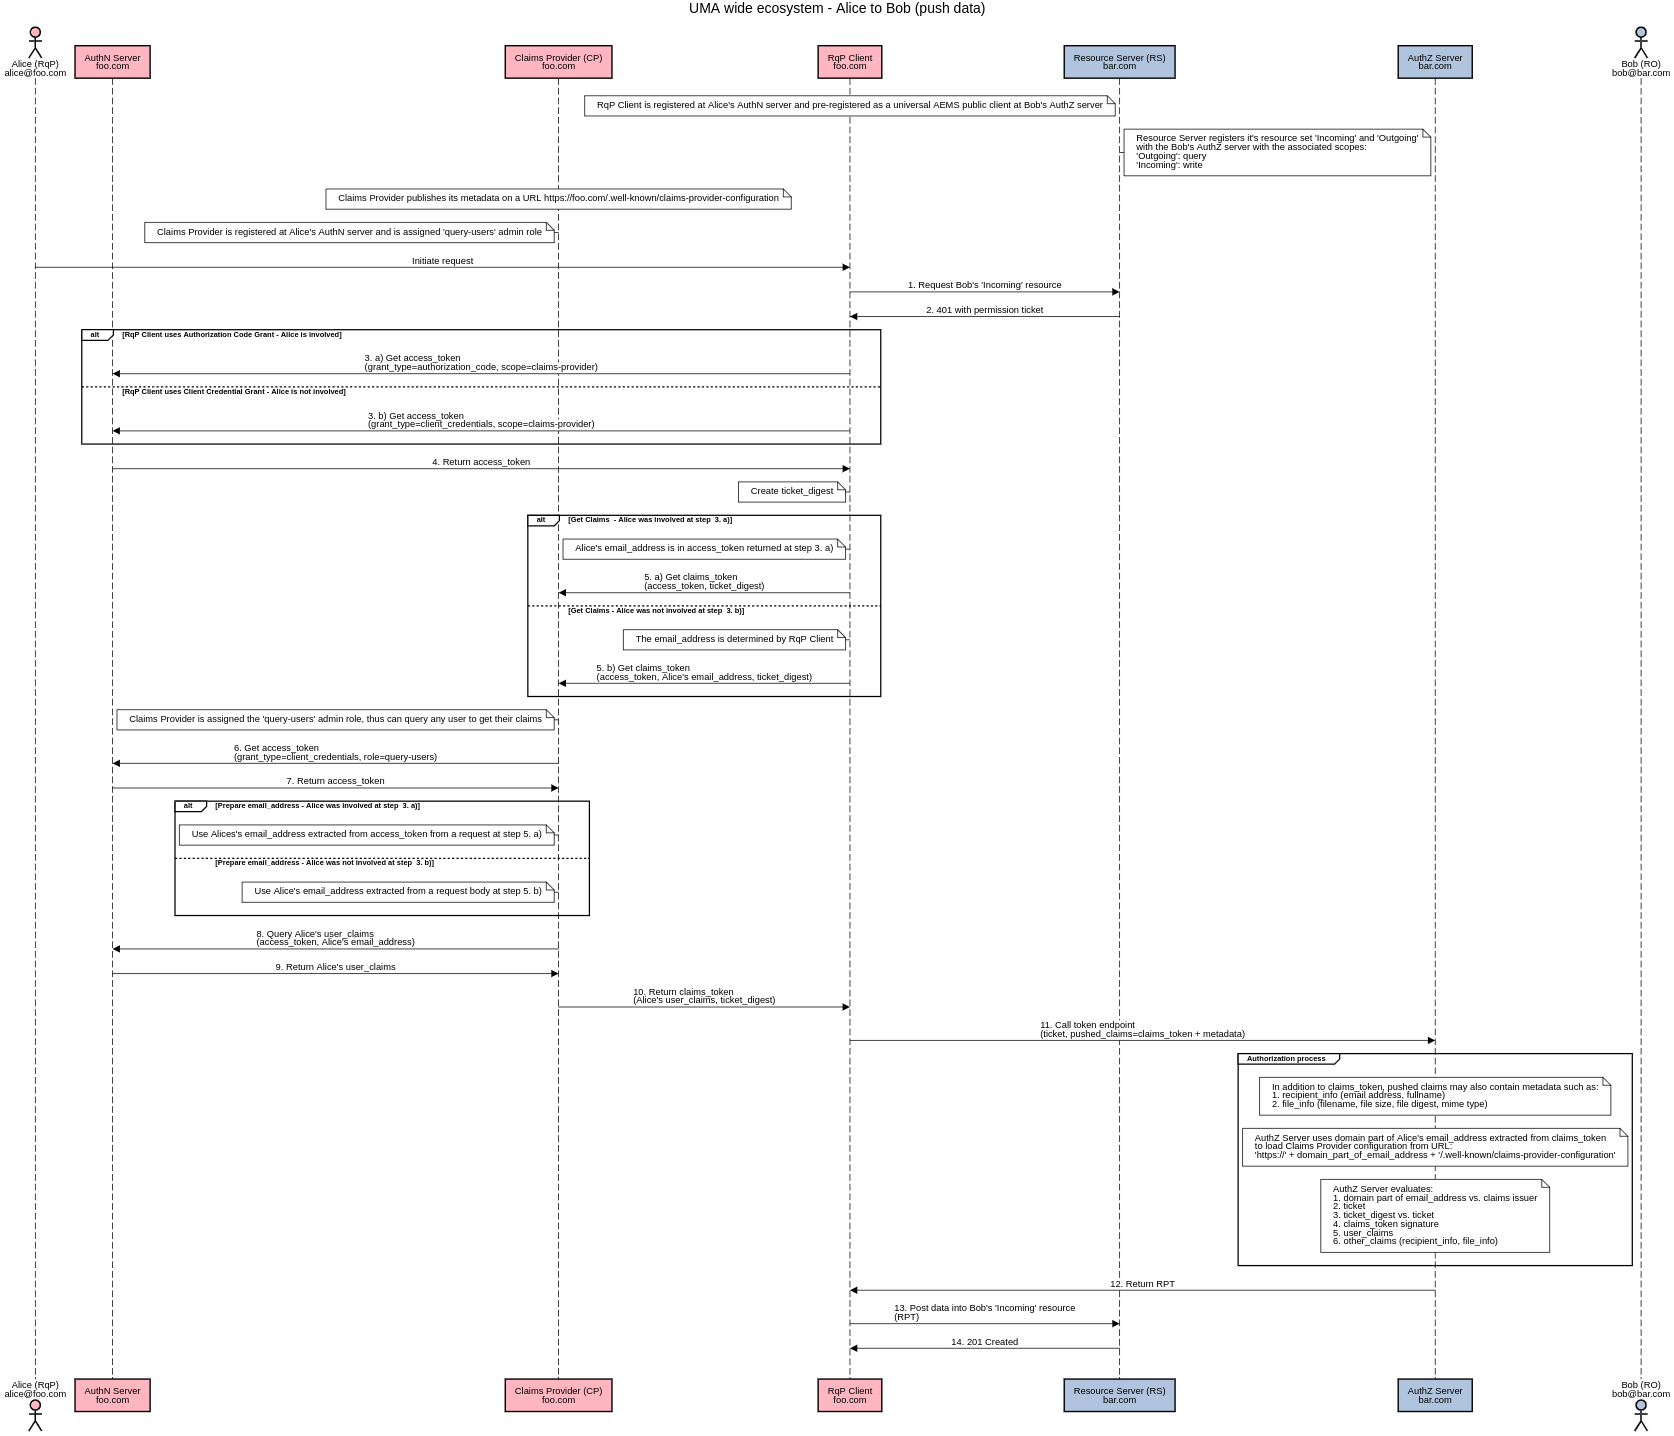 UMA wide ecosystem - Alice to Bob (push data)
Alice (RqP)
alice@foo.com
AuthN Server
foo.com
Claims Provider (CP)
foo.com
RqP Client
foo.com
Resource Server (RS)
bar.com
AuthZ Server
bar.com
Bob (RO)
bob@bar.com
RqP Client is registered at Alice's AuthN server and pre-registered as a universal AEMS public client at Bob's AuthZ server
Resource Server registers it's resource set 'Incoming' and 'Outgoing'
with the Bob's AuthZ server with the associated scopes:
'Outgoing': query
'Incoming': write
Claims Provider publishes its metadata on a URL https://foo.com/.well-known/claims-provider-configuration
Claims Provider is registered at Alice's AuthN server and is assigned 'query-users' admin role
Initiate request
1. Request Bob's 'Incoming' resource
2. 401 with permission ticket
alt
[RqP Client uses Authorization Code Grant - Alice is involved]
3. a) Get access_token
(grant_type=authorization_code, scope=claims-provider)
[RqP Client uses Client Credential Grant - Alice is not involved]
3. b) Get access_token
(grant_type=client_credentials, scope=claims-provider)
4. Return access_token
Create ticket_digest
alt
[Get Claims  - Alice was involved at step  3. a)]
Alice's email_address is in access_token returned at step 3. a)
5. a) Get claims_token
(access_token, ticket_digest)
[Get Claims - Alice was not involved at step  3. b)]
The email_address is determined by RqP Client
5. b) Get claims_token
(access_token, Alice's email_address, ticket_digest)
Claims Provider is assigned the 'query-users' admin role, thus can query any user to get their claims
6. Get access_token
(grant_type=client_credentials, role=query-users)
7. Return access_token
alt
[Prepare email_address - Alice was involved at step  3. a)]
Use Alices's email_address extracted from access_token from a request at step 5. a)
[Prepare email_address - Alice was not involved at step  3. b)]
Use Alice's email_address extracted from a request body at step 5. b)
8. Query Alice's user_claims
(access_token, Alice's email_address)
9. Return Alice's user_claims
10. Return claims_token
(Alice's user_claims, ticket_digest)
11. Call token endpoint
(ticket, pushed_claims=claims_token + metadata)
Authorization process
In addition to claims_token, pushed claims may also contain metadata such as:
1. recipient_info (email address, fullname)
2. file_info (filename, file size, file digest, mime type)
AuthZ Server uses domain part of Alice's email_address extracted from claims_token
to load Claims Provider configuration from URL:
'https://' + domain_part_of_email_address + '/.well-known/claims-provider-configuration'
AuthZ Server evaluates:
1. domain part of email_address vs. claims issuer
2. ticket
3. ticket_digest vs. ticket
4. claims_token signature
5. user_claims
6. other_claims (recipient_info, file_info)
12. Return RPT
13. Post data into Bob's 'Incoming' resource
(RPT)
14. 201 Created
Alice (RqP)
alice@foo.com
AuthN Server
foo.com
Claims Provider (CP)
foo.com
RqP Client
foo.com
Resource Server (RS)
bar.com
AuthZ Server
bar.com
Bob (RO)
bob@bar.com